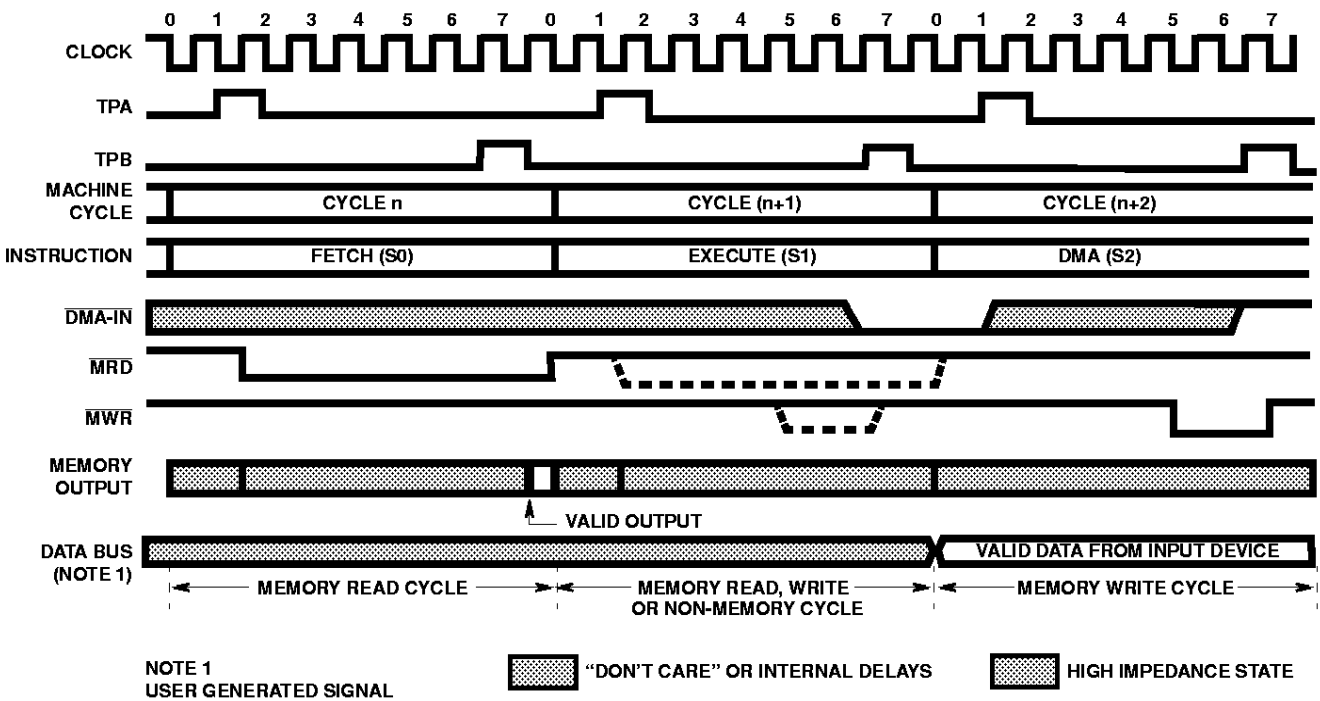 0 1 2 3 4 5 6 7 0 1 2 3 4 5 6 7 0 1 2 3 4 5 6 7
CLOCK
TPA
TPB
MACHINE
CYCLE
CYCLE n
CYCLE (n+1)
CYCLE (n+2)
INSTRUCTION
FETCH (S0)
EXECUTE (S1)
DMA (S2)
DMA-IN
MRD
MWR
MEMORY
OUTPUT
VALID OUTPUT
DATA BUS
(NOTE 1)
VALID DATA FROM INPUT DEVICE
MEMORY READ CYCLE
MEMORY READ, WRITE
OR NON-MEMORY CYCLE
MEMORY WRITE CYCLE
NOTE 1
USER GENERATED SIGNAL
“DON’T CARE” OR INTERNAL DELAYS
HIGH IMPEDANCE STATE